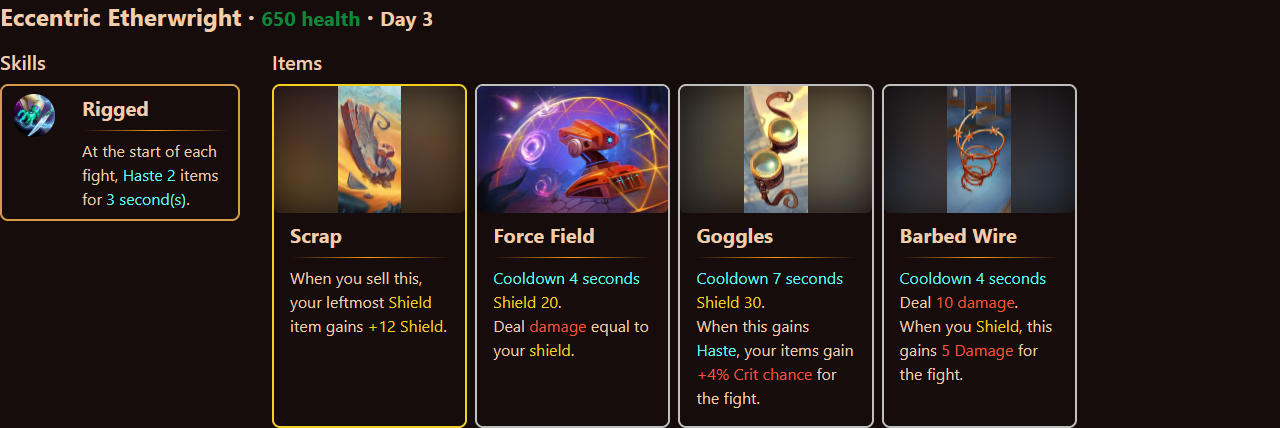 Eccentric Etherwright · 650 health · Day 3
Skills
Rigged
At the start of each
fight, Haste 2 items
for 3 second(s).
Items
Scrap
When you sell this,
your leftmost Shield
item gains +12 Shield.
Force Field
Cooldown 4 seconds
Shield 20.
Deal damage equal to
your shield.
Goggles
Cooldown 7 seconds
Shield 30.
When this gains
Haste, your items gain
+4% Crit chance for
the fight.
Barbed Wire
Cooldown 4 seconds
Deal 10 damage.
When you Shield, this
gains 5 Damage for
the fight.